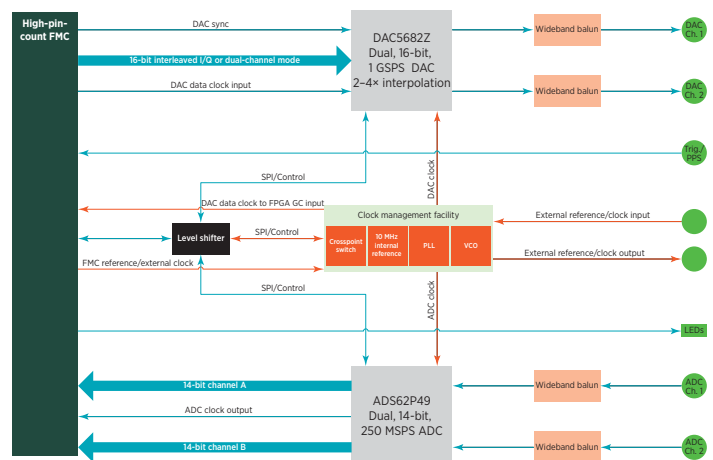 High-pin-
count FMC
DAC sync
16-bit interleaved I/Q or dual-channel mode
DAC data clock input
DAC5682Z
Dual, 16-bit,
1 GSPS DAC
2–4× interpolation
Wideband balun
DAC
Ch. 1
Wideband balun
DAC
Ch. 2
Trig./
PPS
SPI/Control
DAC clock
DAC data clock to FPGA GC input
Clock management facility
External reference/clock input
Level shifter
SPI/Control
Crosspoint
switch
10 MHz
internal
reference
PLL
VCO
External reference/clock output
FMC reference/external clock
SPI/Control
ADC clock
LEDs
14-bit channel A
ADC clock output
14-bit channel B
ADS62P49
Dual, 14-bit,
250 MSPS ADC
Wideband balun
ADC
Ch. 1
Wideband balun
ADC
Ch. 2